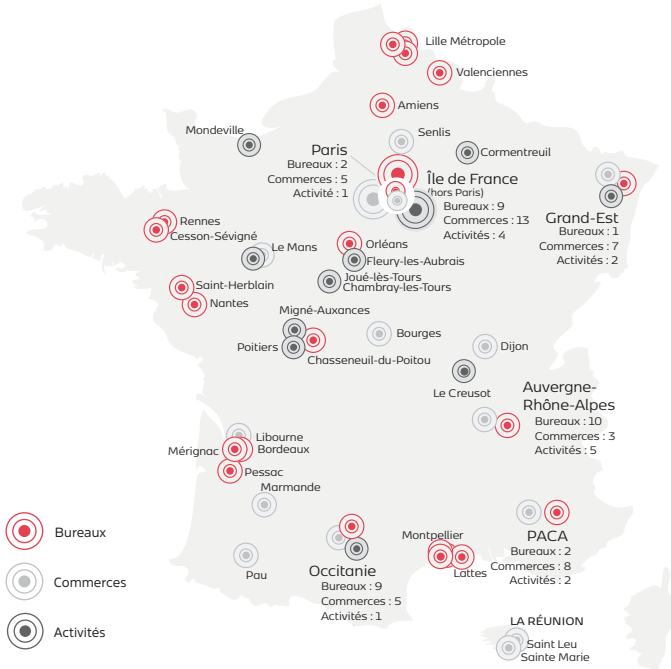 Lille Métropole
Valenciennes
Amiens
Mondeville
Senlis
Cormentreuil
Paris
Bureaux : 2
Commerces : 5
Activité : 1
Île de France
(hors Paris)
Bureaux : 9
Commerces : 13
Activités : 4
Grand-Est
Bureaux : 1
Commerces : 7
Activités : 2
Rennes
Cesson-Sévigné
Le Mans
Orléans
Fleury-les-Aubrais
Joué-lès-Tours
Chambray-les-Tours
Saint-Herblain
Nantes
Migné-Auxances
Poitiers
Chasseneuil-du-Poitou
Bourges
Dijon
Le Creusot
Auvergne-
Rhône-Alpes
Bureaux : 10
Commerces : 3
Activités : 5
Libourne
Mérignac
Bordeaux
Pessac
Marmande
Pau
Occitanie
Bureaux : 9
Commerces : 5
Activités : 1
Montpellier
Lattes
PACA
Bureaux : 2
Commerces : 8
Activités : 2
LA RÉUNION
Saint Leu
Sainte Marie
Bureaux
Commerces
Activités